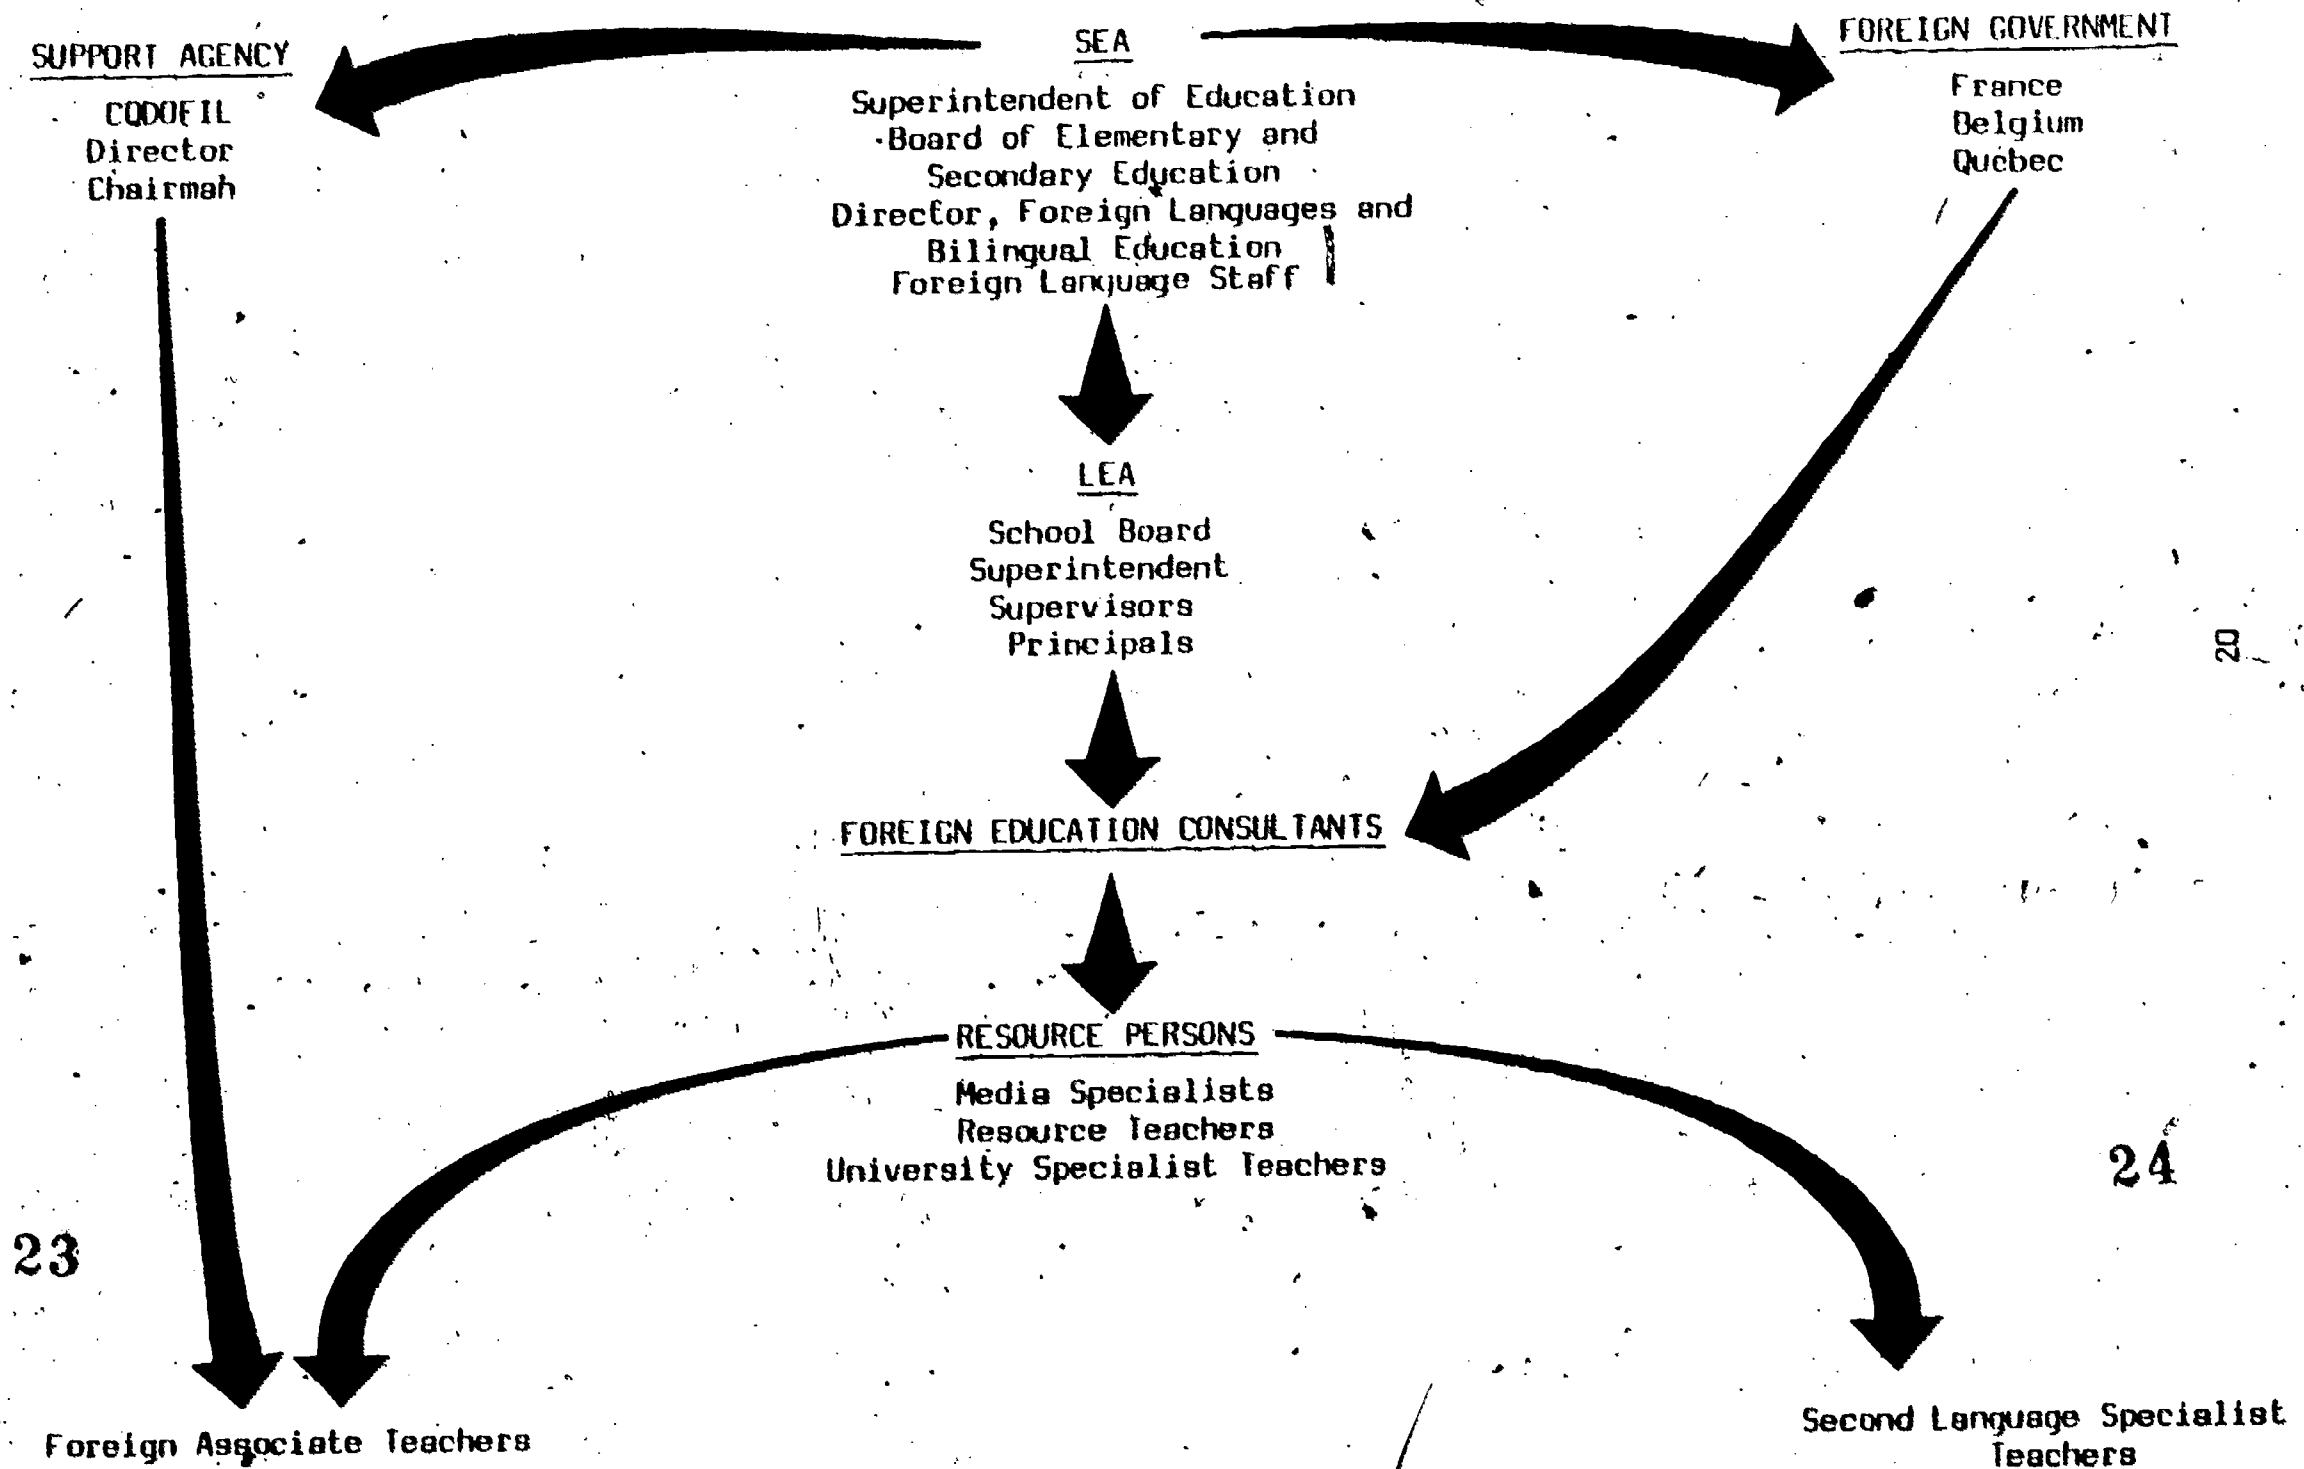 SUPPORT AGENCY
CODOFIL
Director
Chairmah
SEA
Superintendent of Education
Board of Elementary and
Secondary Education
Director, Foreign Languages and
Bilingual Education
Foreign Language Staff
FOREIGN GOVERNMENT
France
Belgium
Québec
LEA
School Board
Superintendent
Supervisors
Principals
20
FOREIGN EDUCATION CONSULTANTS
RESOURCE PERSONS
Media Specialists
Resource Teachers
University Specialist Teachers
24
23
Foreign Associate Teachers
Second Language Specialist
Teachers